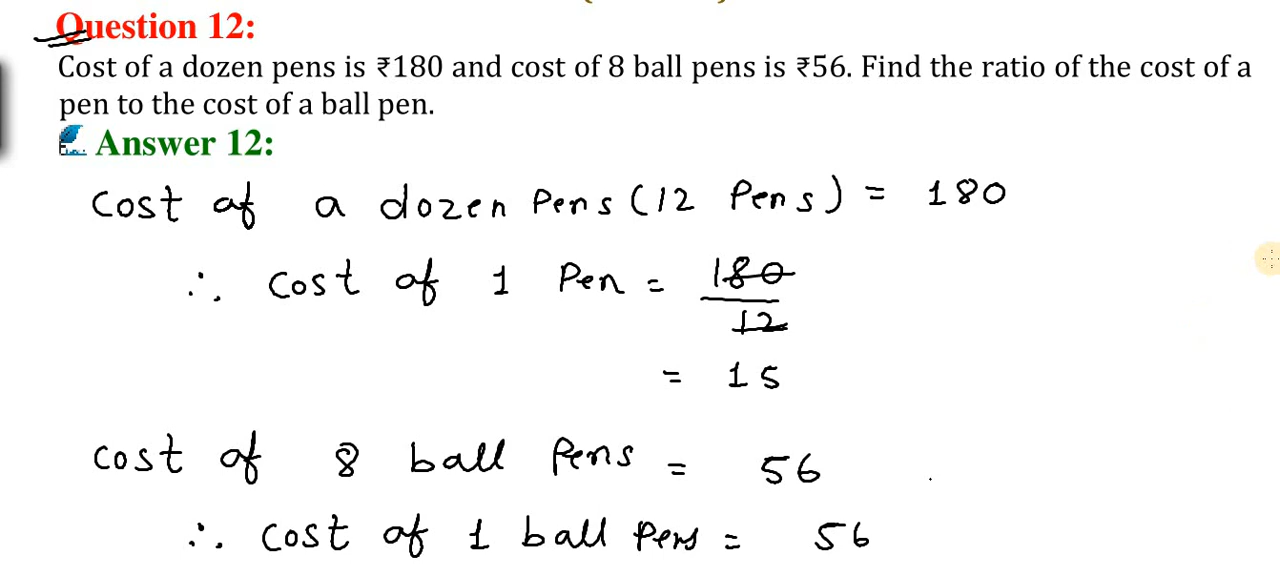 Question 12:
Cost of a dozen pens is ₹180 and cost of 8 ball pens is ₹56. Find the ratio of the cost of a
pen to the cost of a ball pen.
Answer 12:
Cost of a dozen Pens (12 Pens) = 180
∴ Cost of 1 Pen = 180
12
= 15
Cost of 8 ball Pens = 56
∴ Cost of 1 ball Pens = 56